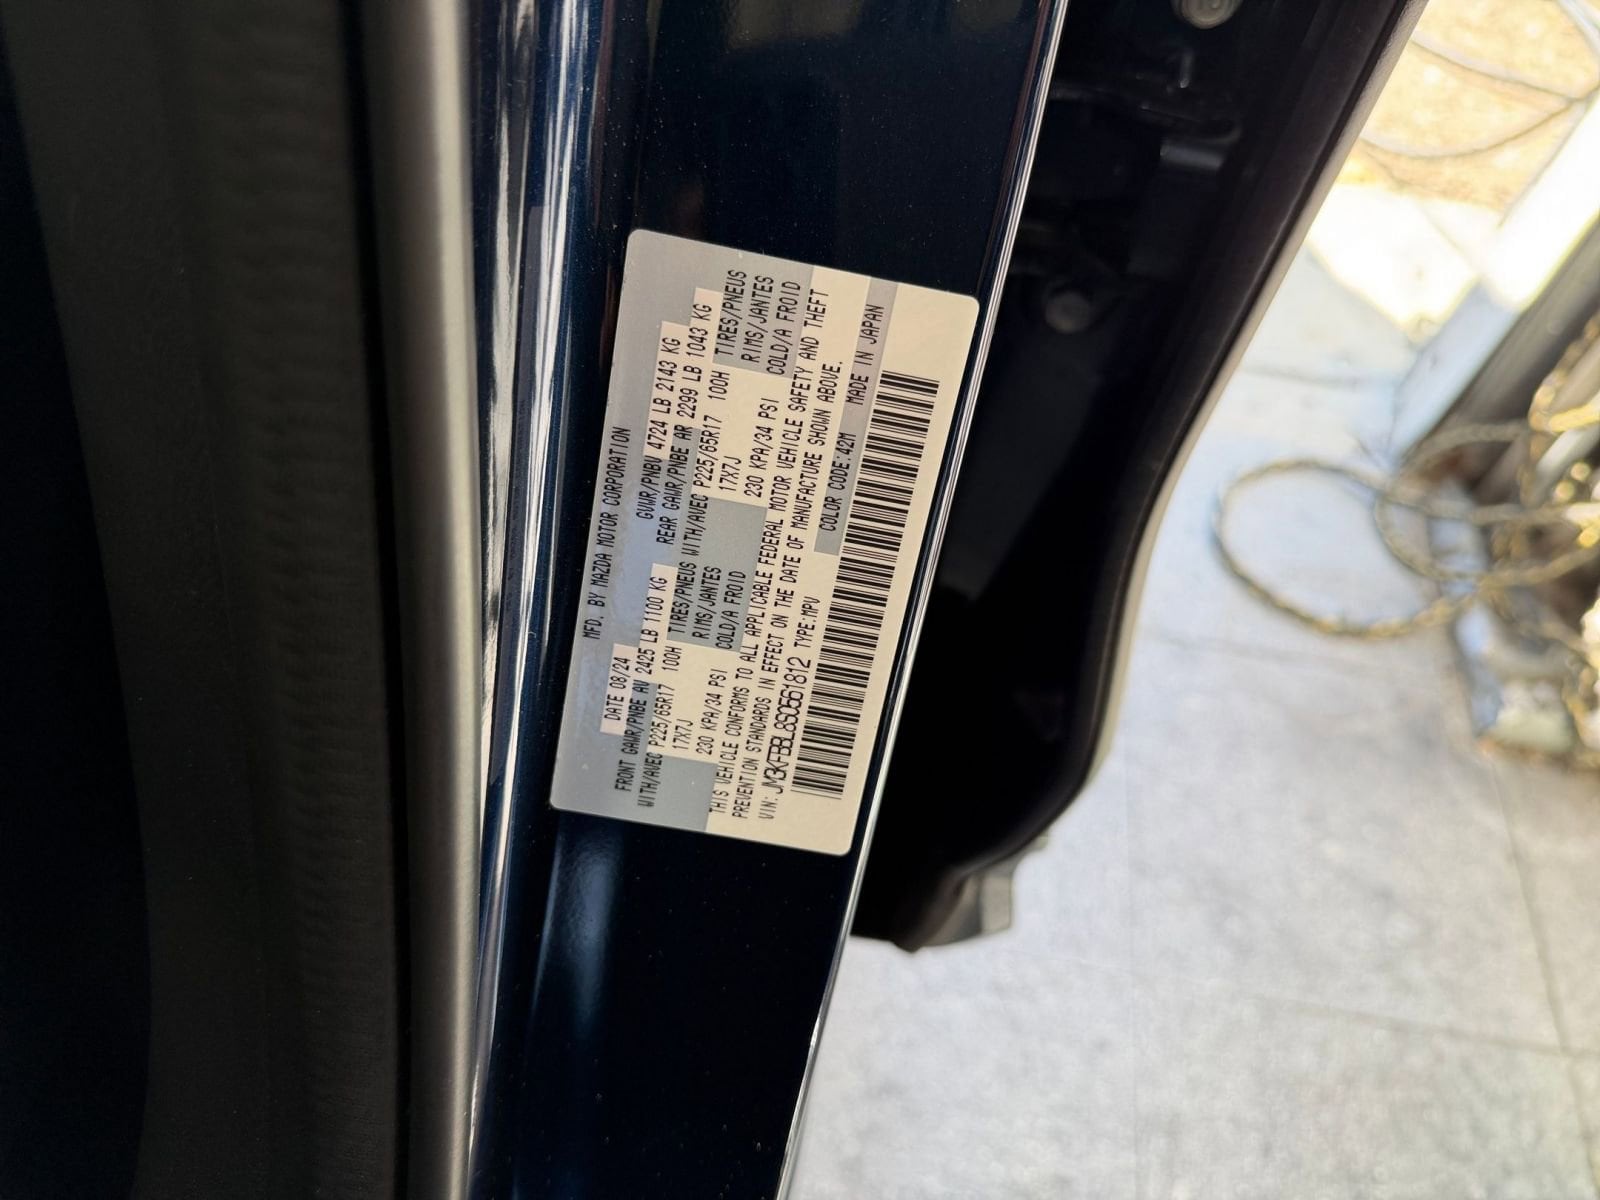 MFD. BY MAZDA MOTOR CORPORATION
DATE 08/24 GVWR/PNBV 4724 LB 2143 KG
FRONT GAWR/PNBE AV 2425 LB 1100 KG REAR GAWR/PNBE AR 2299 LB 1043 KG
WITH/AVEC P225/65R17 100H TIRES/PNEUS WITH/AVEC P225/65R17 100H TIRES/PNEUS
17X7J RIMS/JANTES 17X7J RIMS/JANTES
230 KPA/34 PSI COLD/A FROID 230 KPA/34 PSI COLD/A FROID
THIS VEHICLE CONFORMS TO ALL APPLICABLE FEDERAL MOTOR VEHICLE SAFETY AND THEFT
PREVENTION STANDARDS IN EFFECT ON THE DATE OF MANUFACTURE SHOWN ABOVE.
VIN: JM3KFBBL8S0561812 TYPE:MPV COLOR CODE:42M MADE IN JAPAN